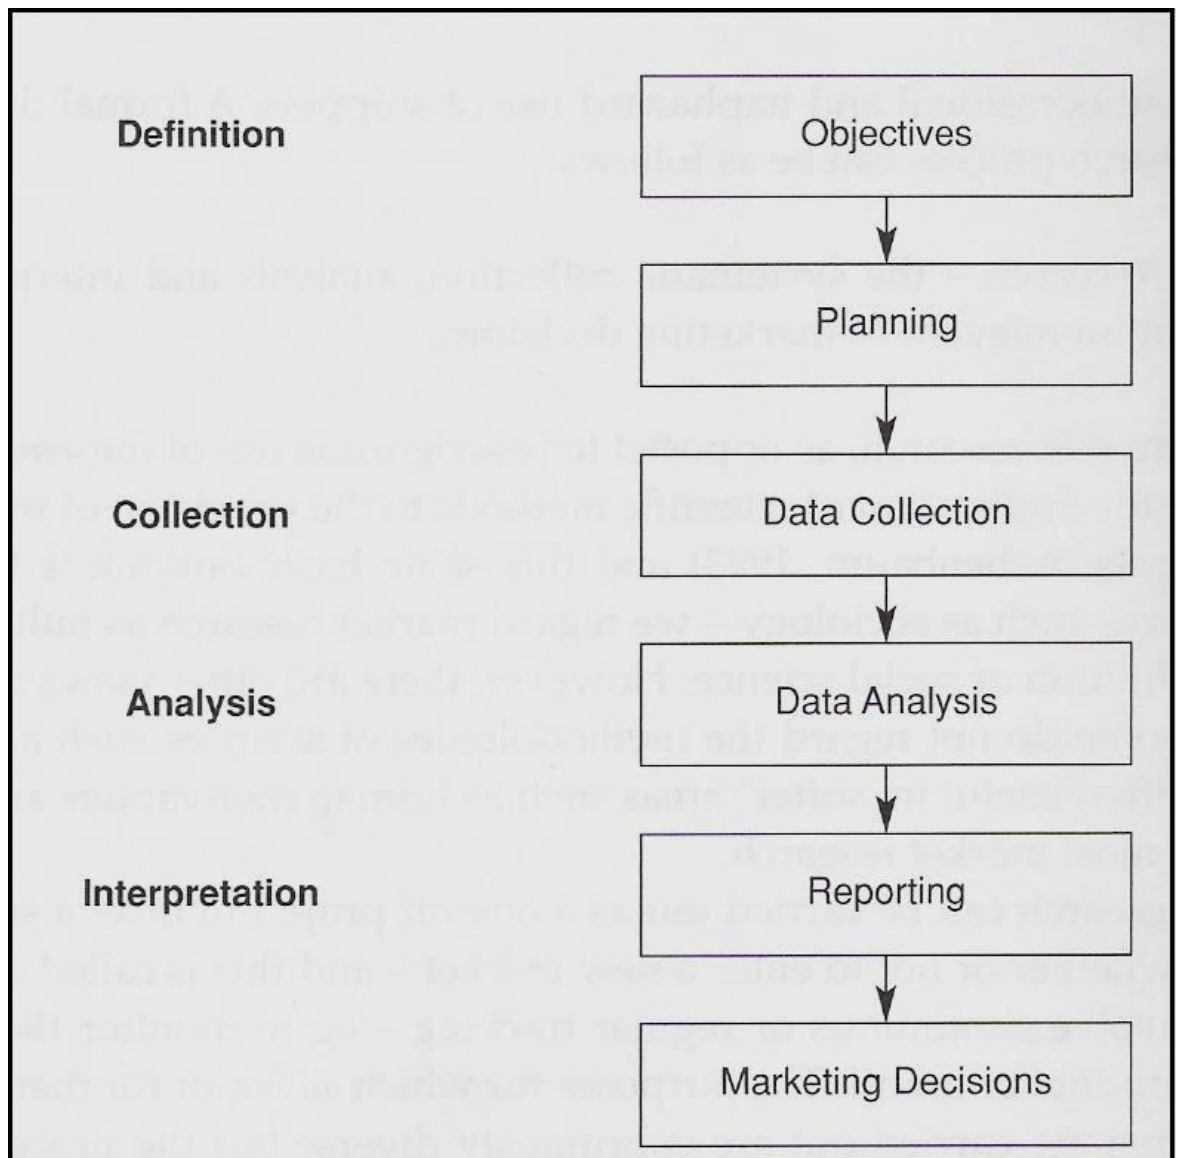 Definition
Objectives
Planning
Collection
Data Collection
Analysis
Data Analysis
Interpretation
Reporting
Marketing Decisions